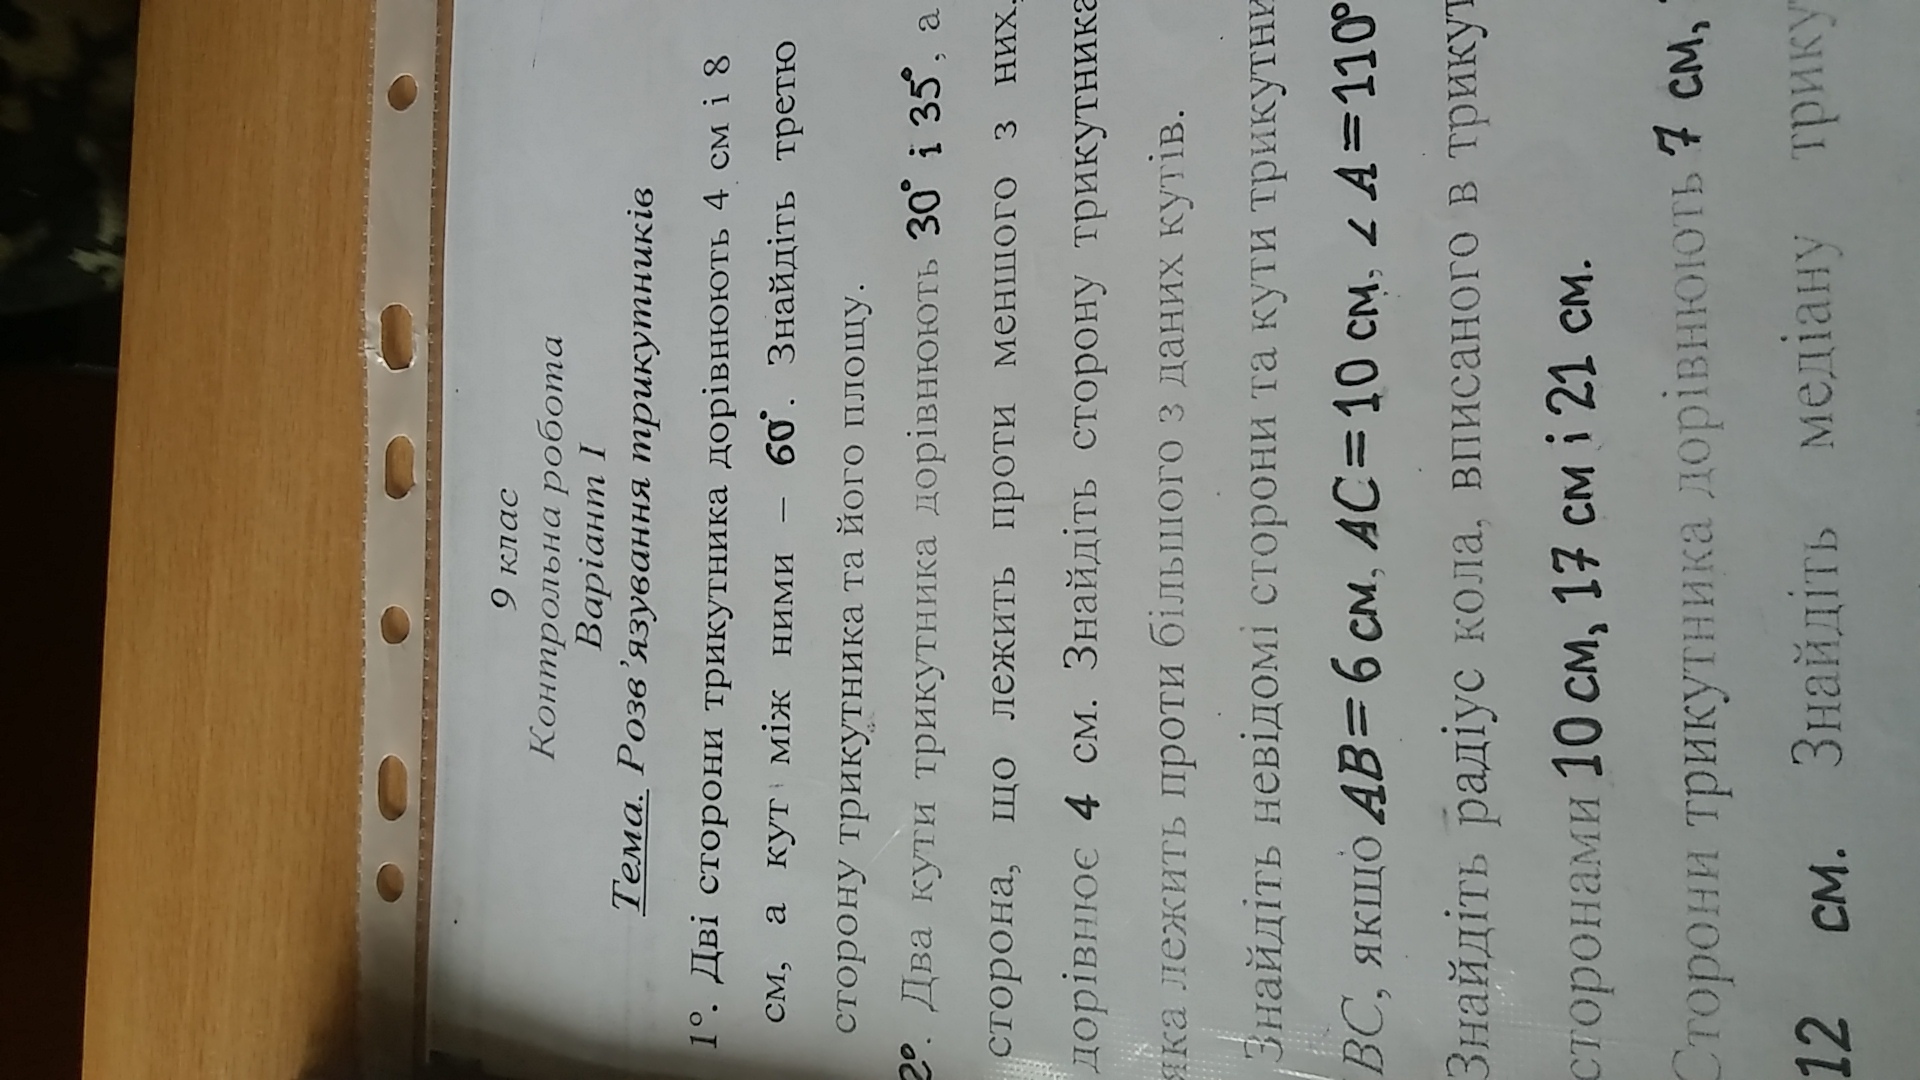 9 клас
Контрольна робота
Варіант I
Тема. Розв'язування трикутників
1°. Дві сторони трикутника дорівнюють 4 см і 8
см, а кут між ними – 60°. Знайдіть третю
сторону трикутника та його площу.
2°. Два кути трикутника дорівнюють 30° і 35°, а
сторона, що лежить проти меншого з них,
дорівнює 4 см. Знайдіть сторону трикутника
яка лежить проти більшого з даних кутів.
Знайдіть невідомі сторони та кути
BC, якщо AB=6 см, AC=10 см, ∠A=110°
Знайдіть радіус кола, вписаного в
сторонами 10 см, 17 см і 21 см.
Сторони трикутника дорівнюють 7 см,
12 см. Знайдіть медіану